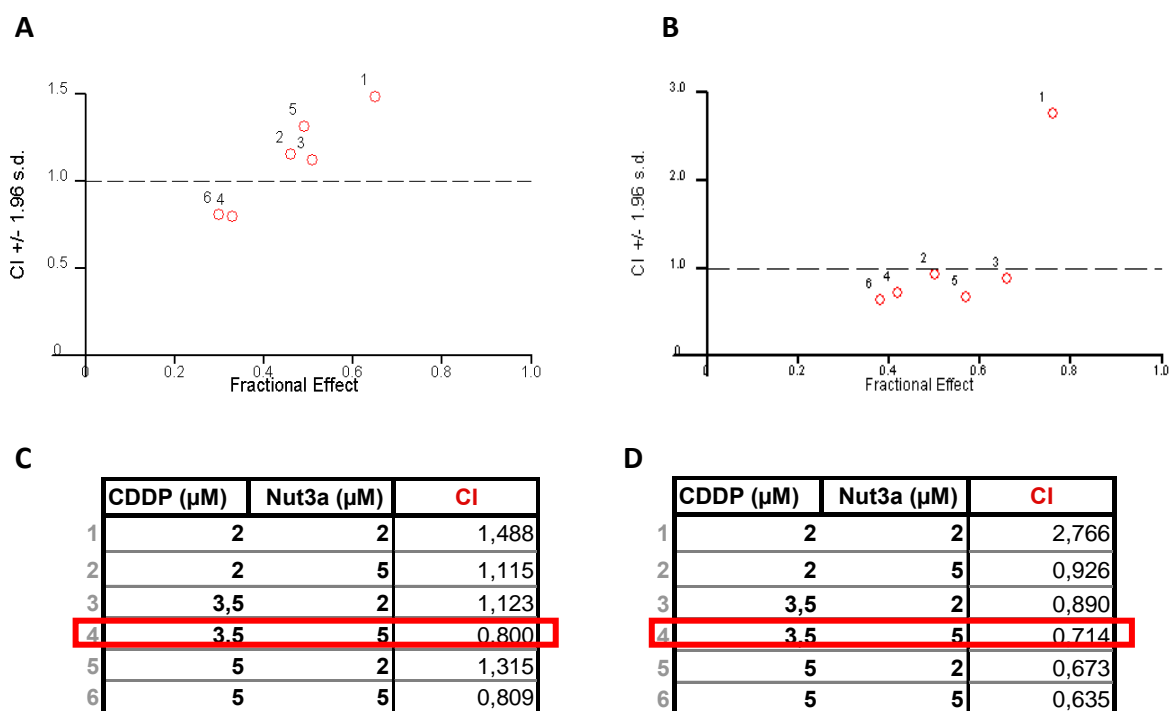 A
1.5
1.0
0.5
0
CI +/- 1.96 s.d.
1
5
2
3
6
4
0
0.2
0.4
0.6
0.8
1.0
Fractional Effect
B
3.0
2.0
1.0
.0
CI +/- 1.96 s.d.
1
2
3
4
5
6
0
0.2
0.4
0.6
0.8
1.0
Fractional Effect
C
CDDP (µM) Nut3a (µM) CI
1 2 2 1,488
2 2 5 1,115
3 3,5 2 1,123
4 3,5 5 0,800
5 5 2 1,315
6 5 5 0,809
D
CDDP (µM) Nut3a (µM) CI
1 2 2 2,766
2 2 5 0,926
3 3,5 2 0,890
4 3,5 5 0,714
5 5 2 0,673
6 5 5 0,635